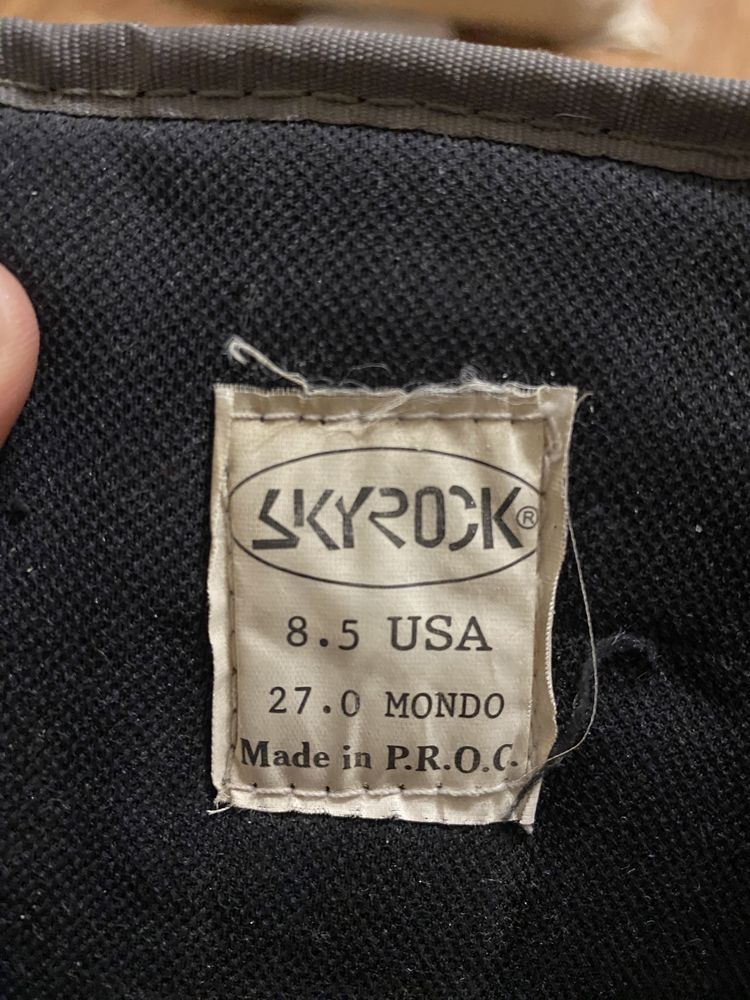 SKYROCK®
8.5 USA
27.0 MONDO
Made in P.R.O.C.